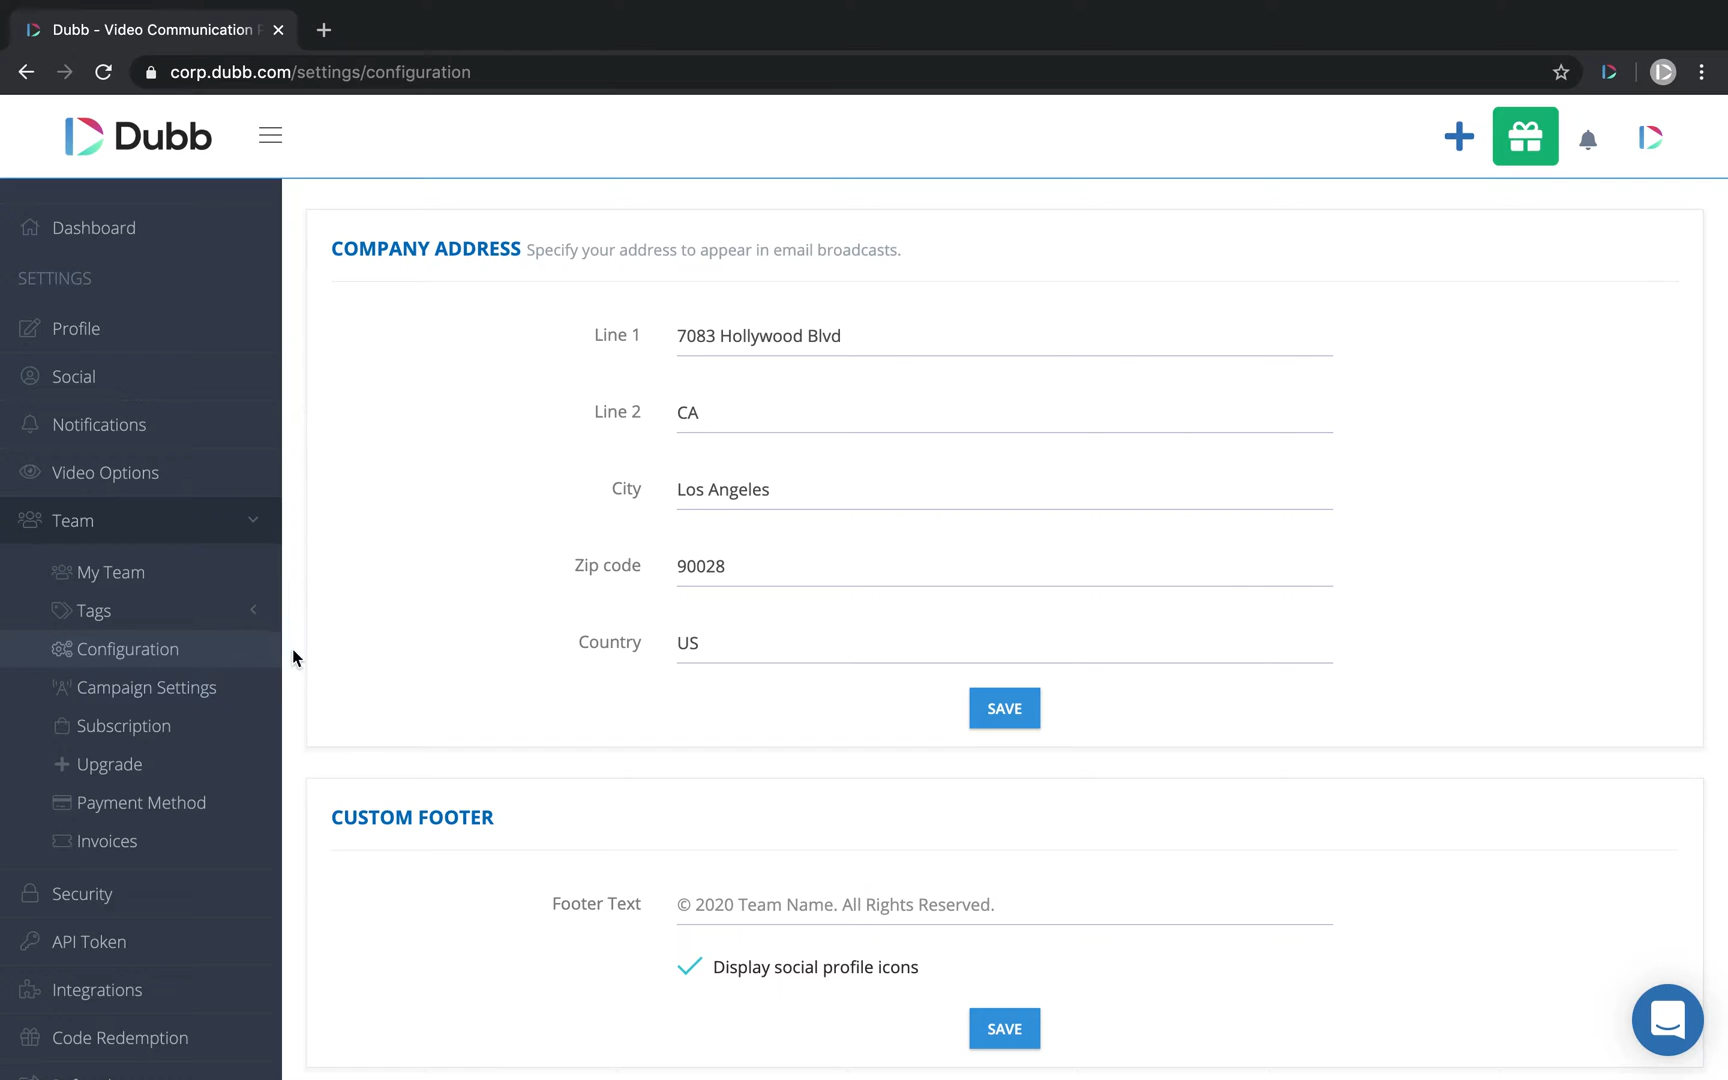 Dubb - Video Communication
corp.dubb.com/settings/configuration
Dubb
Dashboard
SETTINGS
Profile
Social
Notifications
Video Options
Team
My Team
Tags
Configuration
Campaign Settings
Subscription
Upgrade
Payment Method
Invoices
Security
API Token
Integrations
Code Redemption
COMPANY ADDRESS Specify your address to appear in email broadcasts.
Line 1 7083 Hollywood Blvd
Line 2 CA
City Los Angeles
Zip code 90028
Country US
SAVE
CUSTOM FOOTER
Footer Text © 2020 Team Name. All Rights Reserved.
Display social profile icons
SAVE